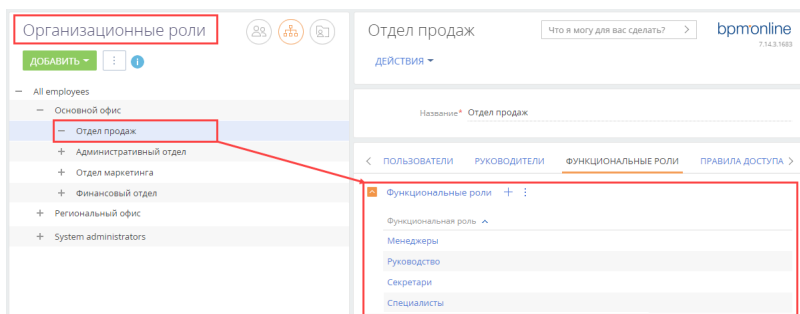 Организационные роли
ДОБАВИТЬ
All employees
Основной офис
Отдел продаж
Административный отдел
Отдел маркетинга
Финансовый отдел
Региональный офис
System administrators
Отдел продаж
Что я могу для вас сделать?
bpmonline
7.14.3.1683
ДЕЙСТВИЯ
Название* Отдел продаж
ПОЛЬЗОВАТЕЛИ РУКОВОДИТЕЛИ ФУНКЦИОНАЛЬНЫЕ РОЛИ ПРАВИЛА ДОСТУПА
Функциональные роли
Функциональная роль
Менеджеры
Руководство
Секретари
Специалисты